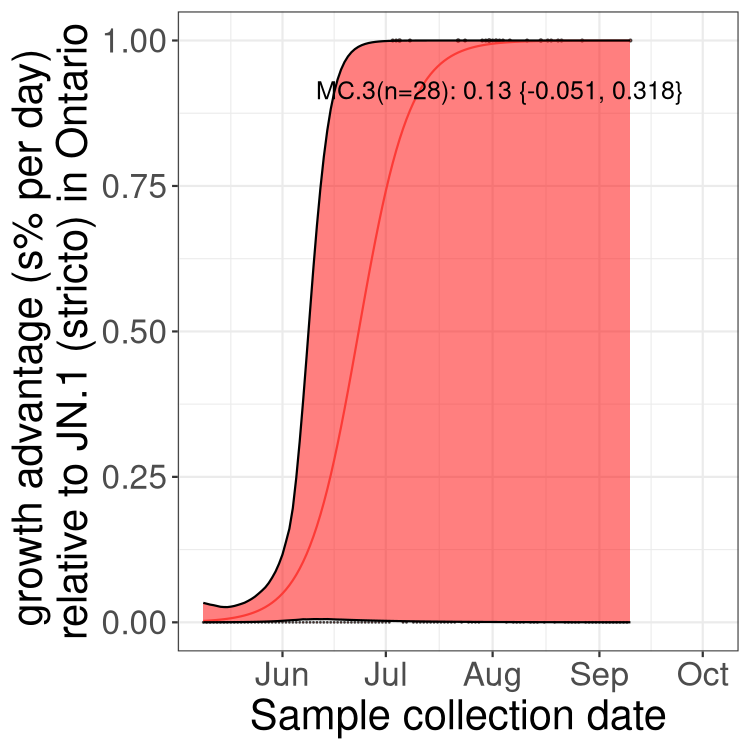 growth advantage (s% per day)
relative to JN.1 (stricto) in Ontario
1.00
0.75
0.50
0.25
0.00
MC.3(n=28): 0.13 {-0.051, 0.318}
Jun Jul Aug Sep Oct
Sample collection date